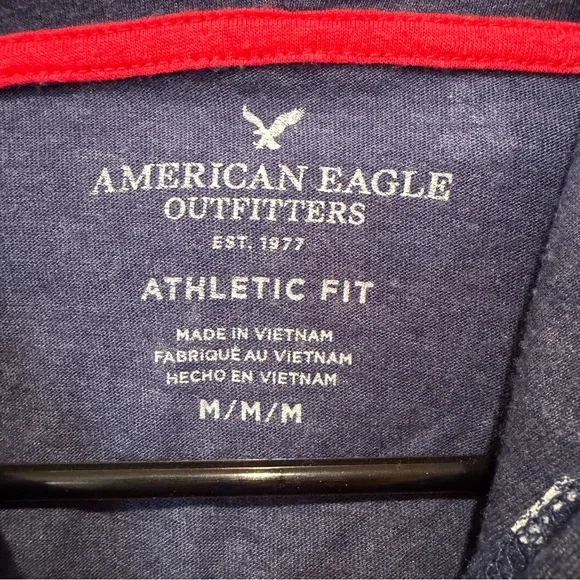 AMERICAN EAGLE
OUTFITTERS
EST. 1977
ATHLETIC FIT
MADE IN VIETNAM
FABRIQUÉ AU VIETNAM
HECHO EN VIETNAM
M/M/M